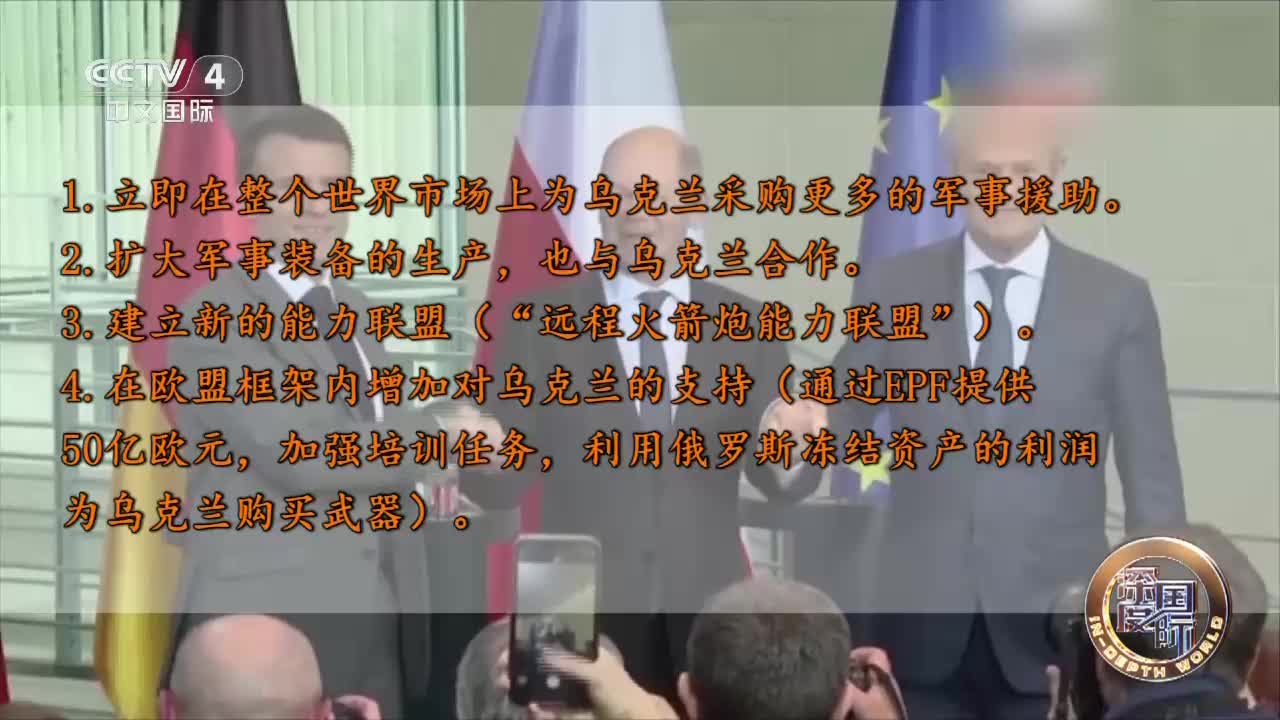 CCTV 4
中文国际
1.立即在整个世界市场上为乌克兰采购更多的军事援助。
2.扩大军事装备的生产，也与乌克兰合作。
3.建立新的能力联盟（“远程火箭炮能力联盟”）。
4.在欧盟框架内增加对乌克兰的支持（通过EPF提供
50亿欧元，加强培训任务，利用俄罗斯冻结资产的利润
为乌克兰购买武器）。
深度国际
IN-DEPTH WORLD